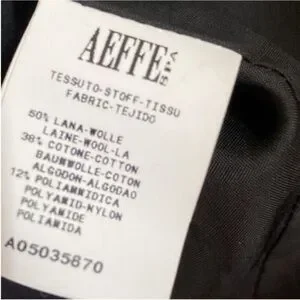 AEFFE SPA
TESSUTO-STOFF-TISSU
FABRIC-TEJIDO
50% LANA-WOLLE
LAINE-WOOL-LA
38% COTONE-COTTON
BAUMWOLLE-COTON
ALGODON-ALGODAO
12% POLIAMMIDICA
POLYAMID-NYLON
POLYAMIDE
POLIAMIDA
A05035870